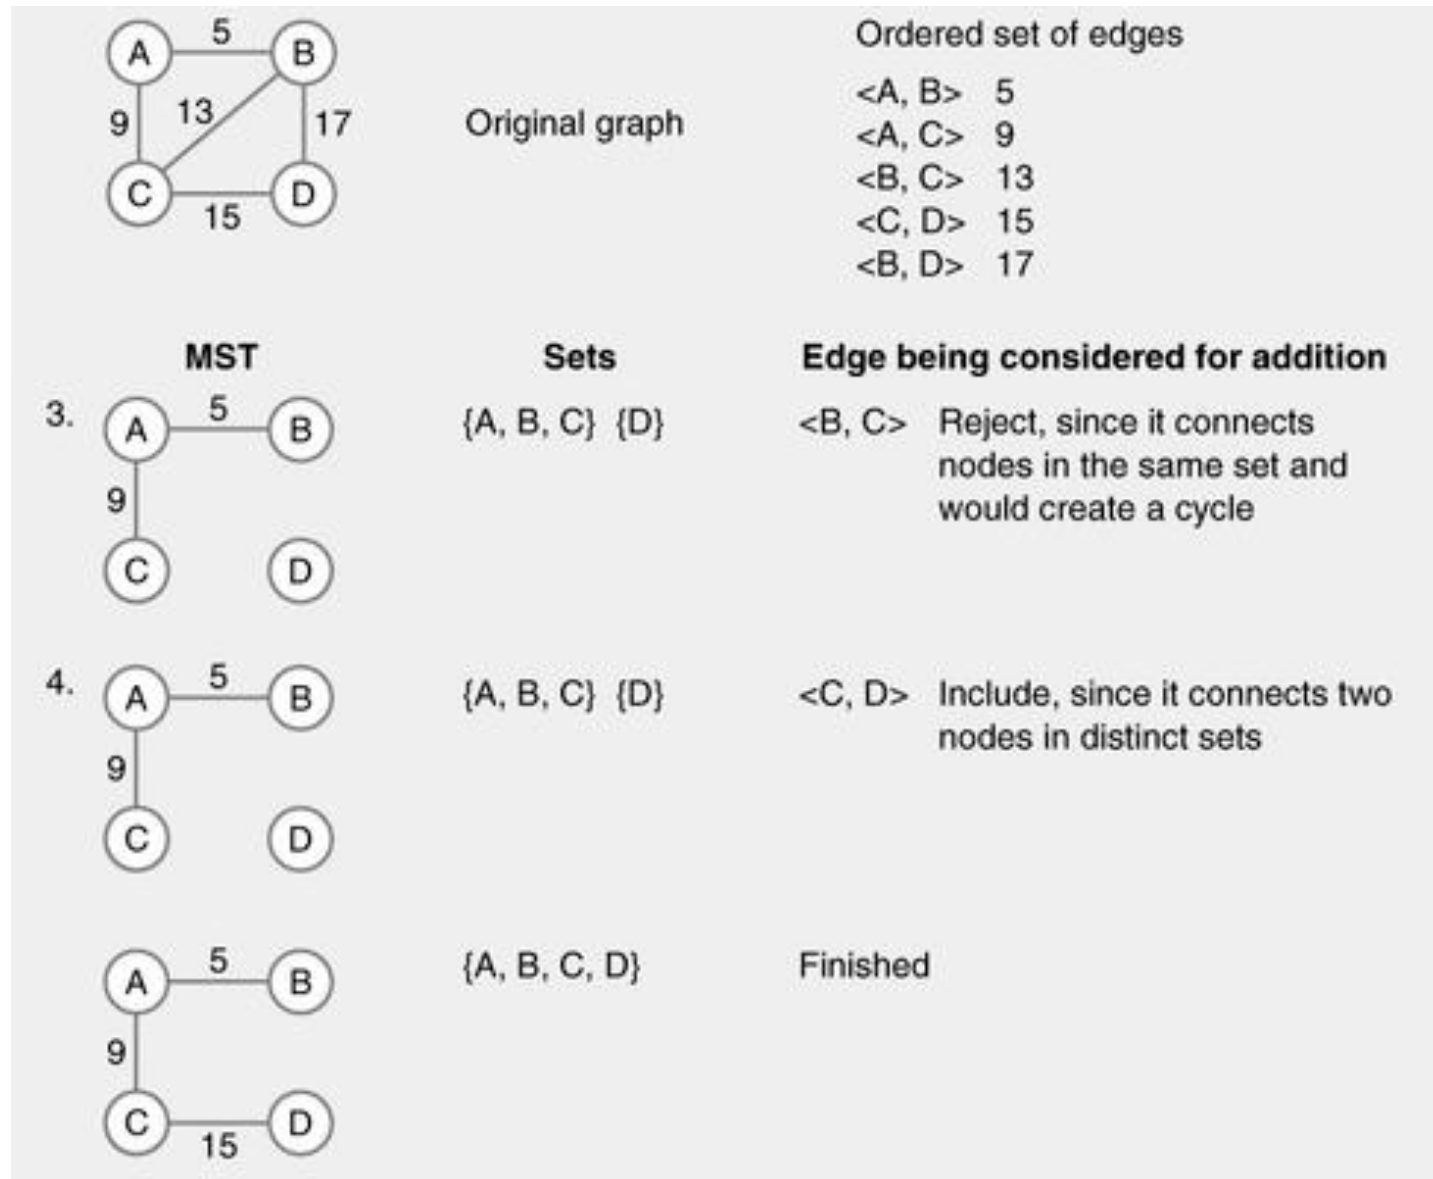 A 5 B
9 13 17
C 15 D
Original graph
Ordered set of edges
<A, B> 5
<A, C> 9
<B, C> 13
<C, D> 15
<B, D> 17
MST Sets Edge being considered for addition
3. A 5 B
9
C D
{A, B, C} {D}
<B, C> Reject, since it connects
nodes in the same set and
would create a cycle
4. A 5 B
9
C D
{A, B, C} {D}
<C, D> Include, since it connects two
nodes in distinct sets
A 5 B
9
C 15 D
{A, B, C, D}
Finished